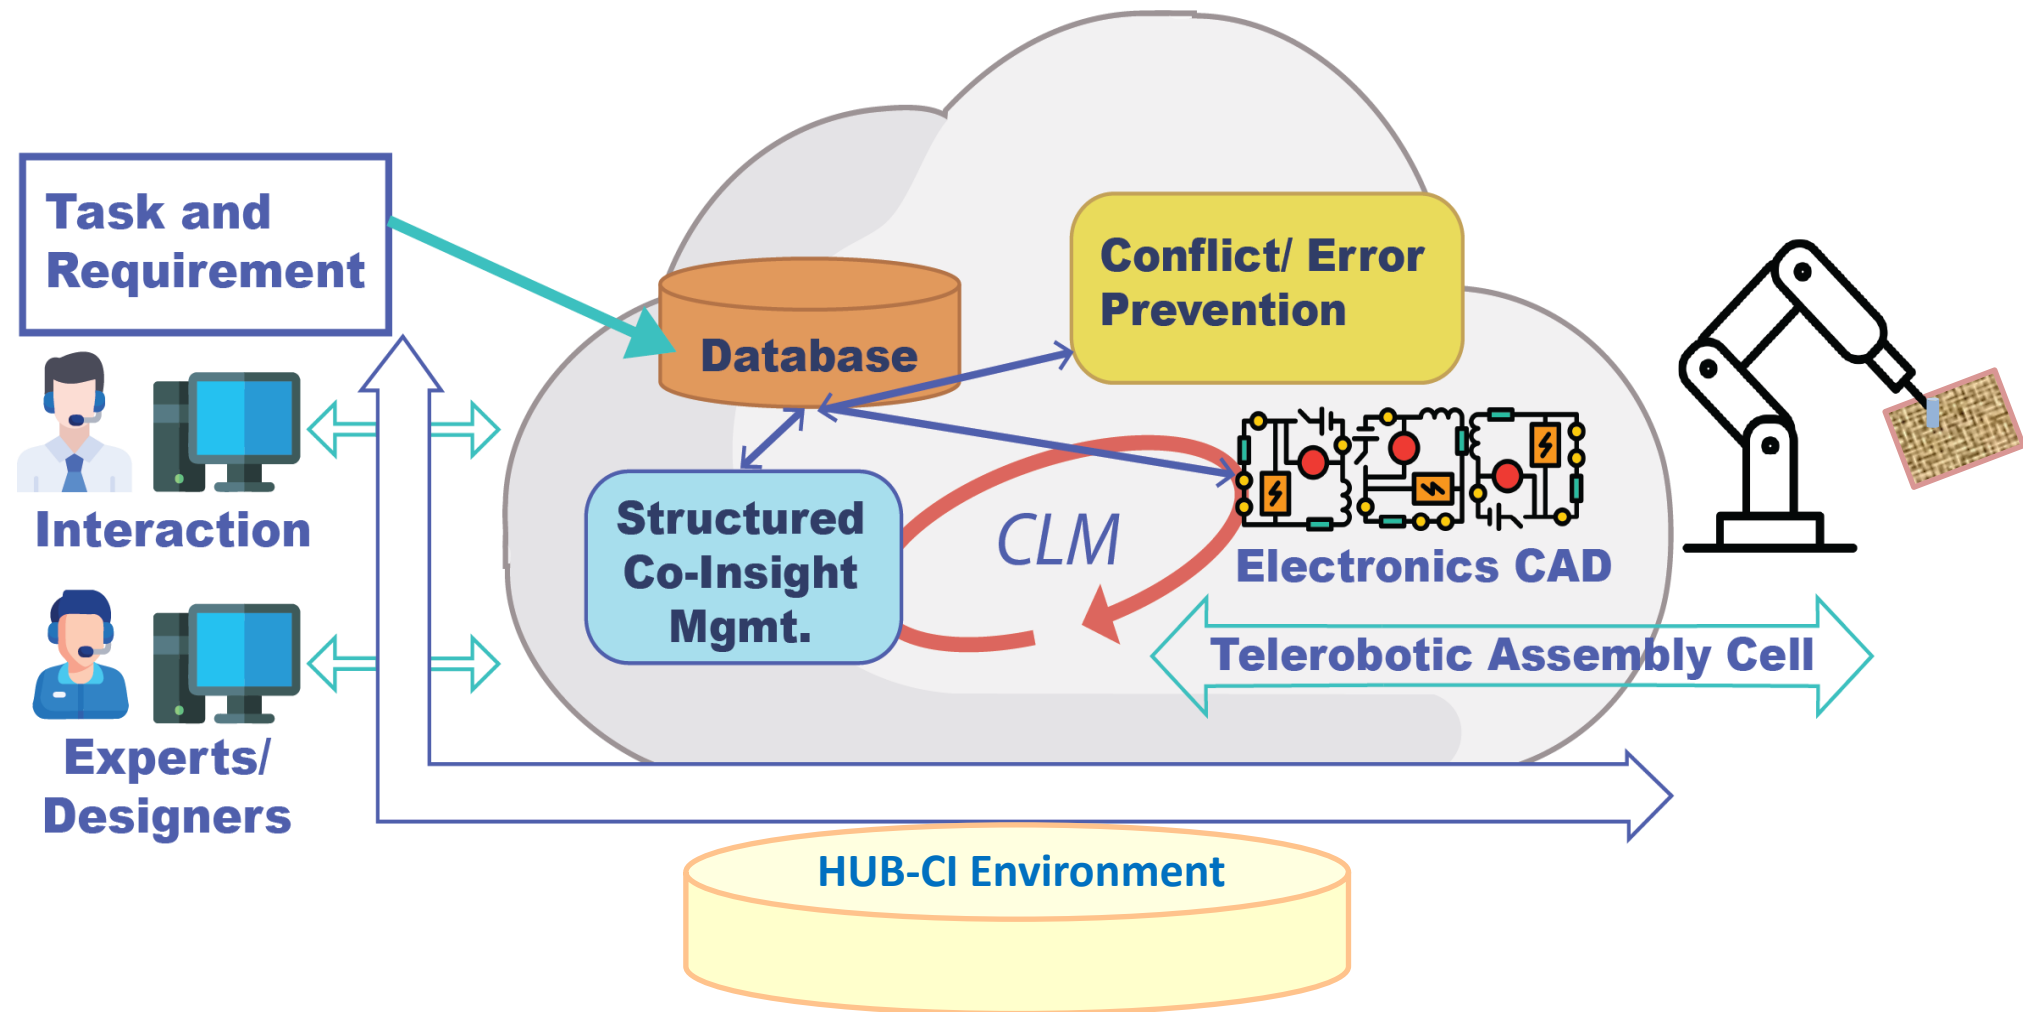 Task and
Requirement
Interaction
Experts/
Designers
Database
Conflict/ Error
Prevention
Structured
Co-Insight
Mgmt.
CLM
Electronics CAD
Telerobotic Assembly Cell
HUB-CI Environment